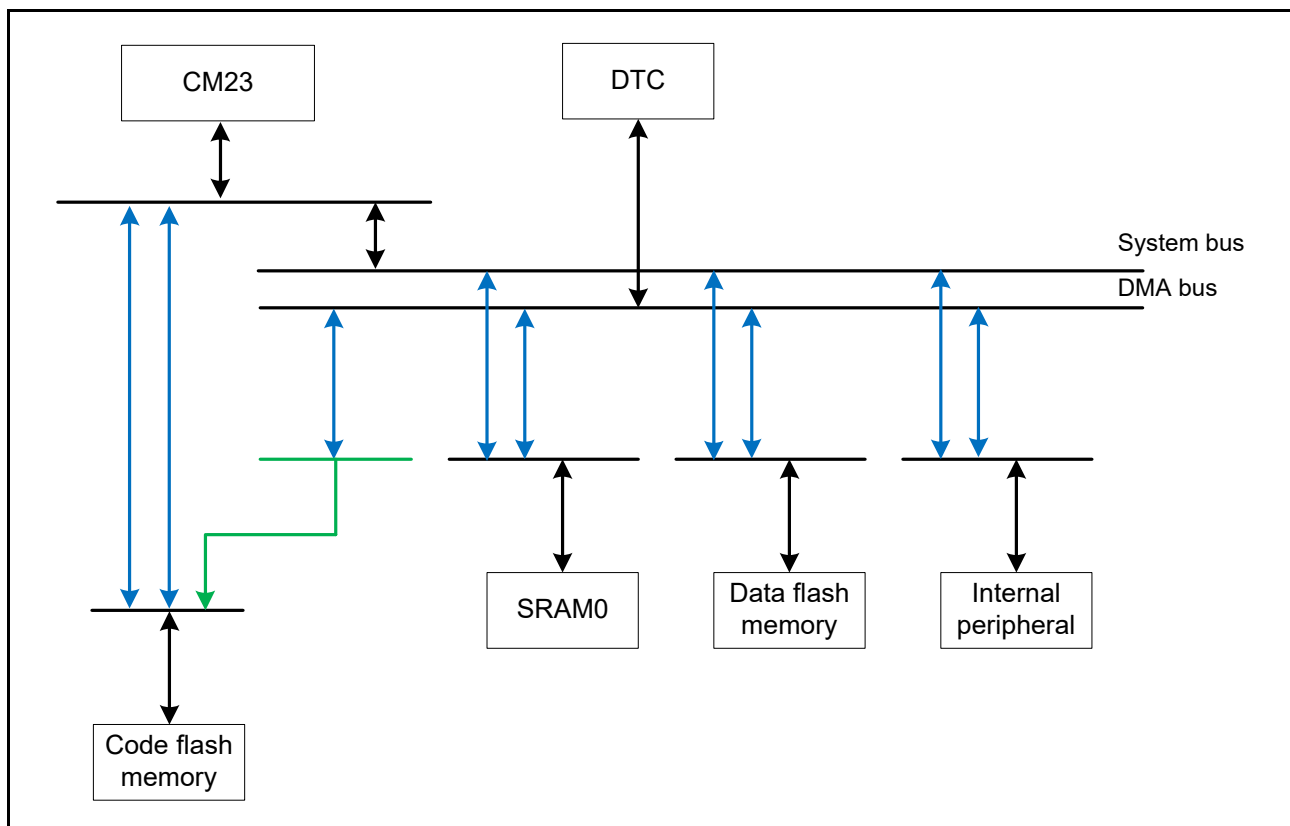 CM23
DTC
System bus
DMA bus
SRAM0
Data flash
memory
Internal
peripheral
Code flash
memory